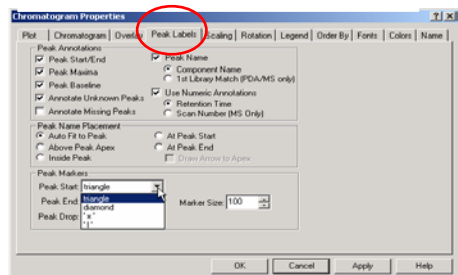 Chromatogram Properties
Plot Chromatogram Overlay Peak Labels Scaling Rotation Legend Order By Fonts Colors Name
Peak Annotations
Peak Start/End
Peak Maxima
Peak Baseline
Annotate Unknown Peaks
Annotate Missing Peaks
Peak Name
Component Name
1st Library Match (PDA/MS only)
Use Numeric Annotations
Retention Time
Scan Number (MS Only)
Peak Name Placement
Auto Fit to Peak
Above Peak Apex
Inside Peak
At Peak Start
At Peak End
Draw Arrow to Apex
Peak Markers
Peak Start: triangle
triangle
diamond
'x'
'|'
Peak End:
Peak Drop:
Marker Size: 100
OK Cancel Apply Help